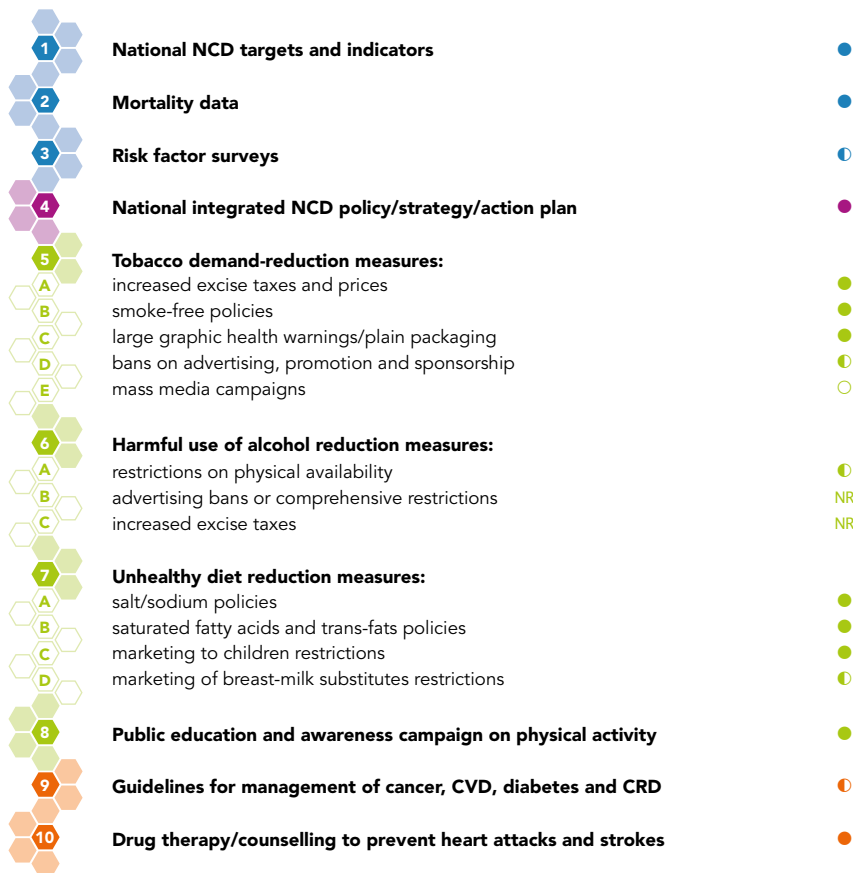 1 National NCD targets and indicators ●
2 Mortality data ●
3 Risk factor surveys ◐
4 National integrated NCD policy/strategy/action plan ●
5 Tobacco demand-reduction measures:
A increased excise taxes and prices ●
B smoke-free policies ●
C large graphic health warnings/plain packaging ●
D bans on advertising, promotion and sponsorship ◐
E mass media campaigns ○
6 Harmful use of alcohol reduction measures:
A restrictions on physical availability ◐
B advertising bans or comprehensive restrictions NR
C increased excise taxes NR
7 Unhealthy diet reduction measures:
A salt/sodium policies ●
B saturated fatty acids and trans-fats policies ●
C marketing to children restrictions ●
D marketing of breast-milk substitutes restrictions ◐
8 Public education and awareness campaign on physical activity ●
9 Guidelines for management of cancer, CVD, diabetes and CRD ◐
10 Drug therapy/counselling to prevent heart attacks and strokes ●